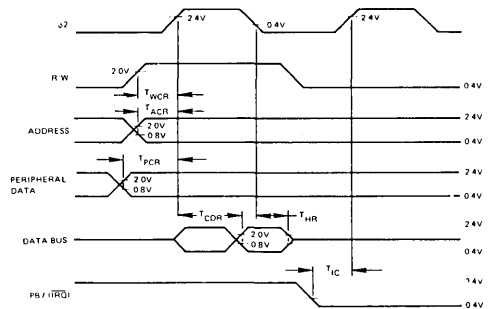 ϕ2
2.4V
0.4V
2.4V
0.4V
R/W
2.0V
TWCR
TACR
2.4V
ADDRESS
2.0V
0.8V
0.4V
TPCR
PERIPHERAL
DATA
2.0V
0.8V
2.4V
0.4V
TCDR
THR
DATA BUS
2.0V
0.8V
2.4V
0.4V
TIC
PB7 (IRQ)
2.4V
0.4V